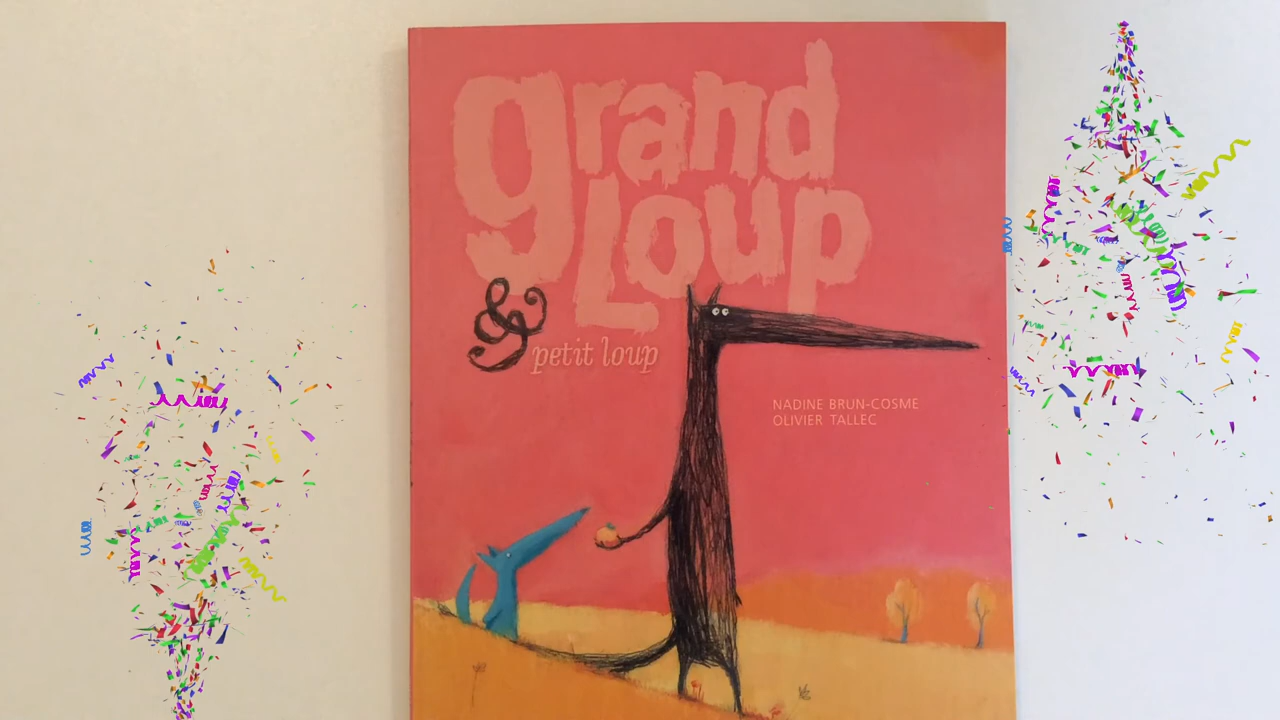 grand
Loup
&
petit loup
NADINE BRUN-COSME
OLIVIER TALLEC